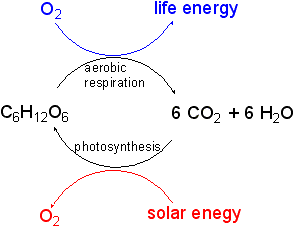 O₂ life energy
aerobic
respiration
C₆H₁₂O₆ 6 CO₂ + 6 H₂O
photosynthesis
O₂ solar enegy